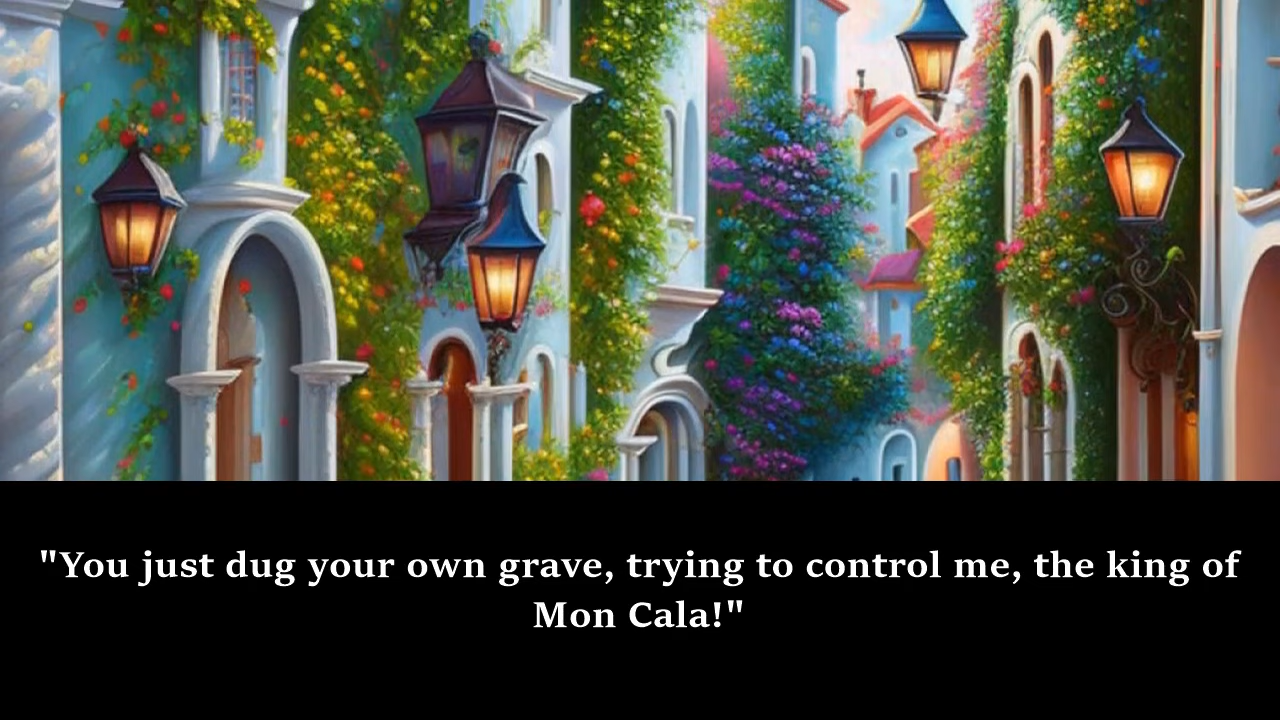 "You just dug your own grave, trying to control me, the king of
Mon Cala!"